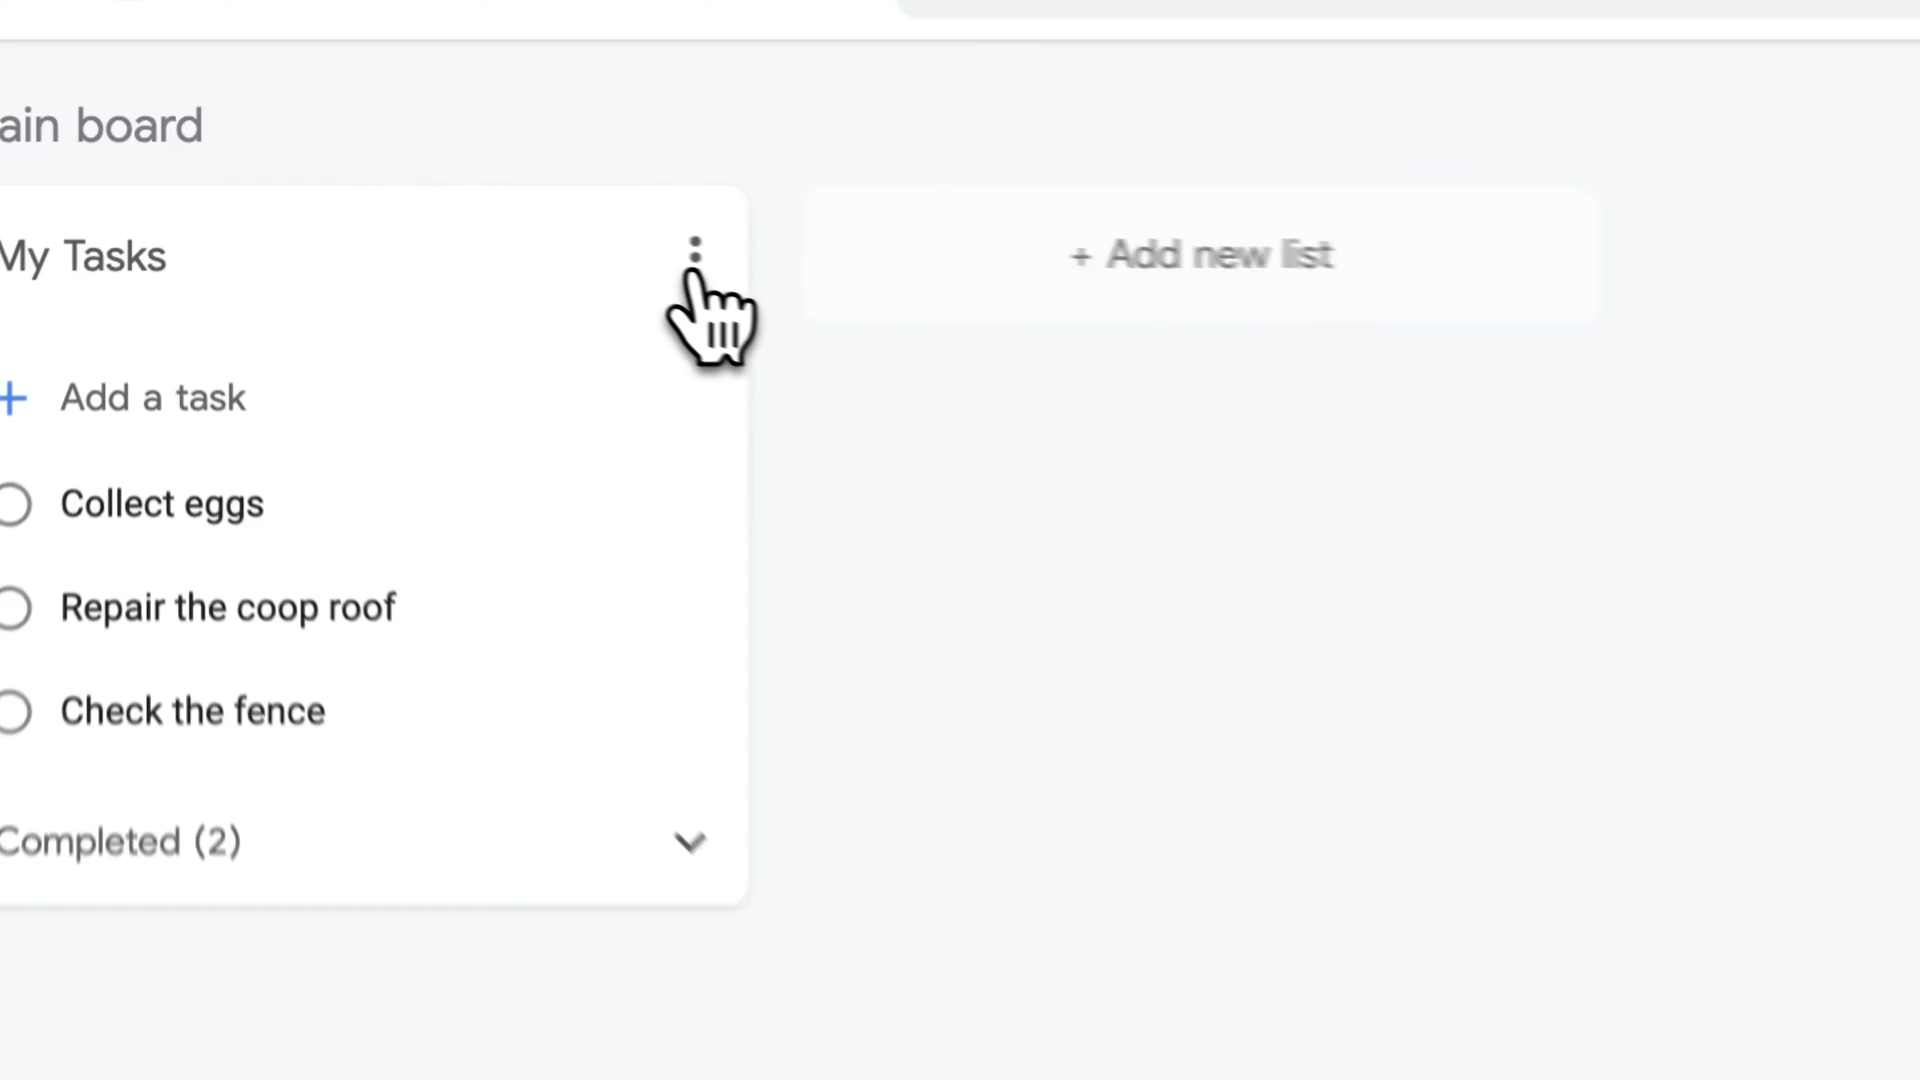 ain board
My Tasks
+ Add new list
+ Add a task
Collect eggs
Repair the coop roof
Check the fence
Completed (2)